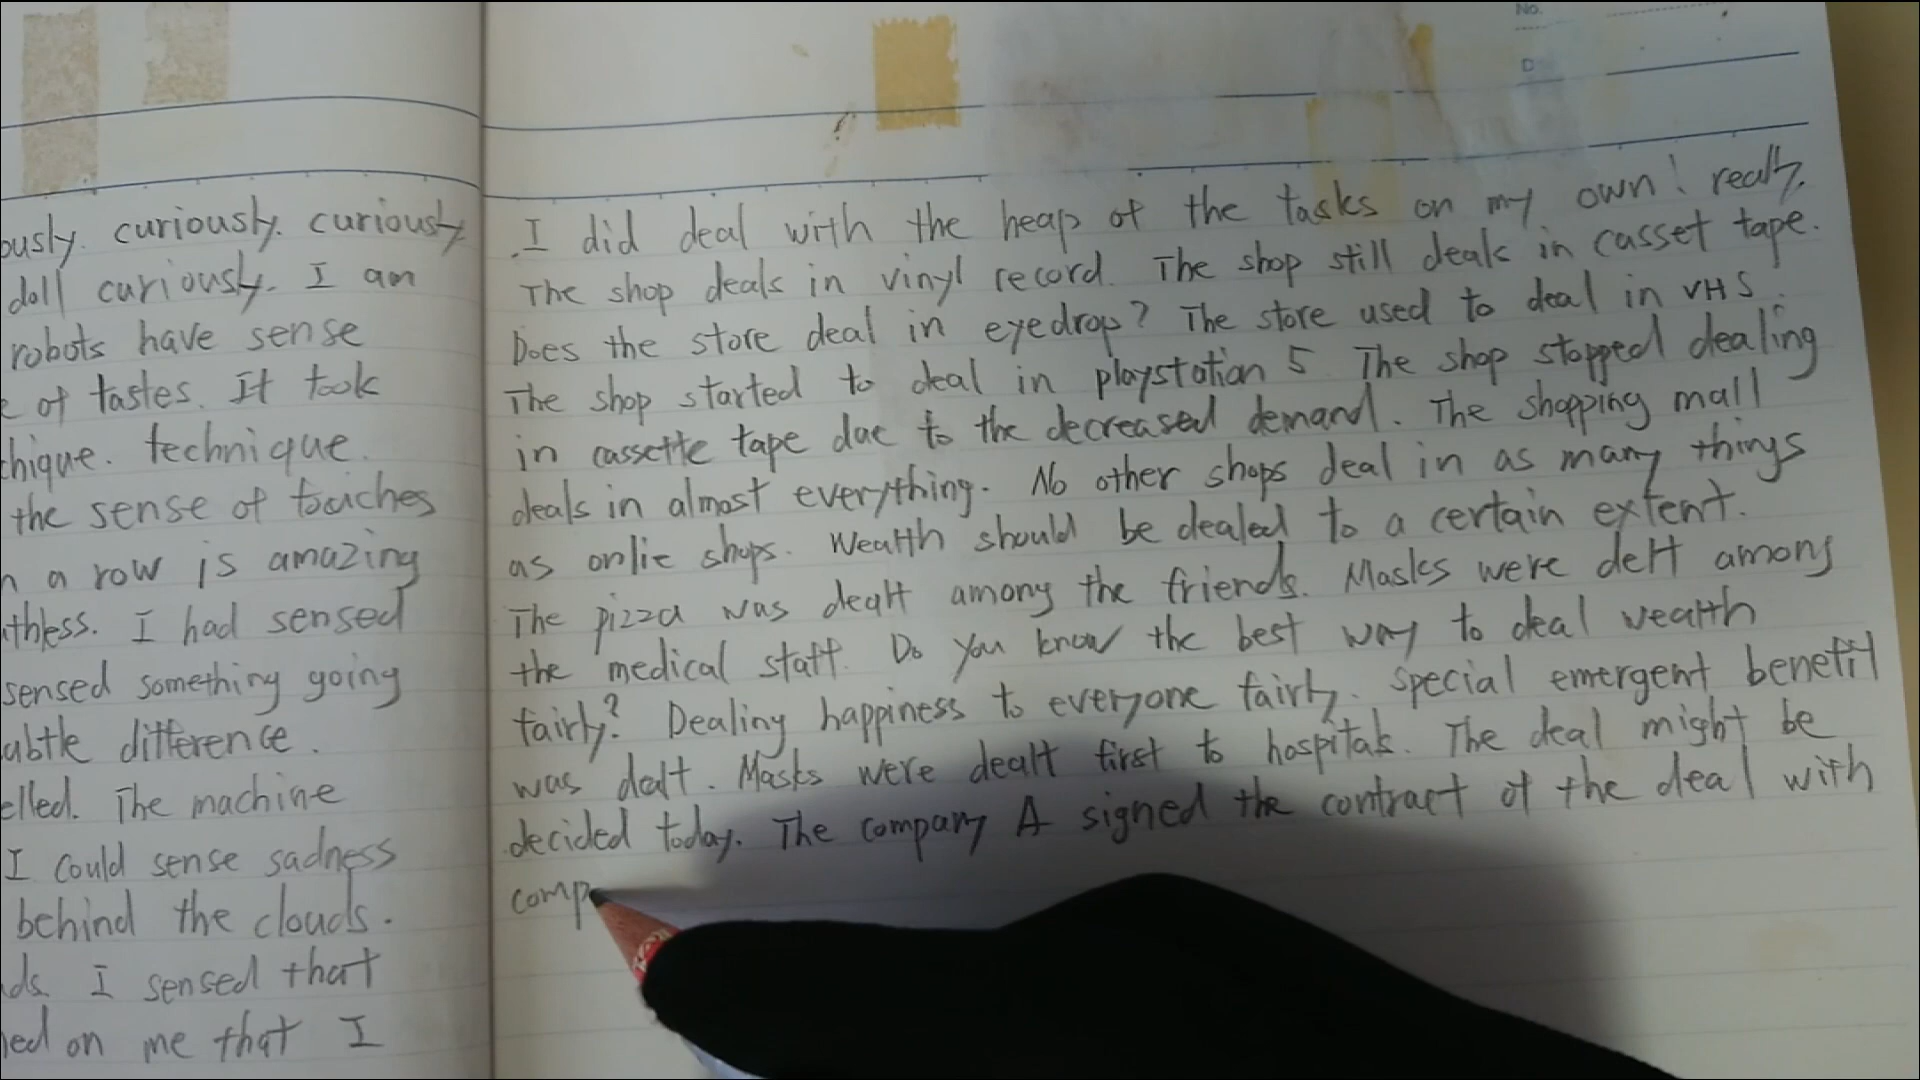 ously. curiously. curiously.
doll curiously. I am
robots have sense
e of tastes. It took
chique. technique.
the sense of touches
n a row is amazing
athless. I had sensed
sensed something going
ubtle difference.
elled. The machine
I could sense sadness
behind the clouds.
ds. I sensed that
ned on me that I
No.
D
I did deal with the heap of the tasks on my own! really.
The shop deals in vinyl record. The shop still deals in casset tape.
Does the store deal in eyedrop? The store used to deal in VHS.
The shop started to deal in playstation 5. The shop stopped dealing
in cassette tape due to the decreased demand. The shopping mall
deals in almost everything. No other shops deal in as many things
as onlie shops. Wealth should be dealed to a certain extent.
The pizza was dealt among the friends. Masks were delt among
the medical staff. Do you know the best way to deal wealth
fairly? Dealing happiness to everyone fairly. Special emergent benefit
was dealt. Masks were dealt first to hospitals. The deal might be
decided today. The company A signed the contract of the deal with
comp